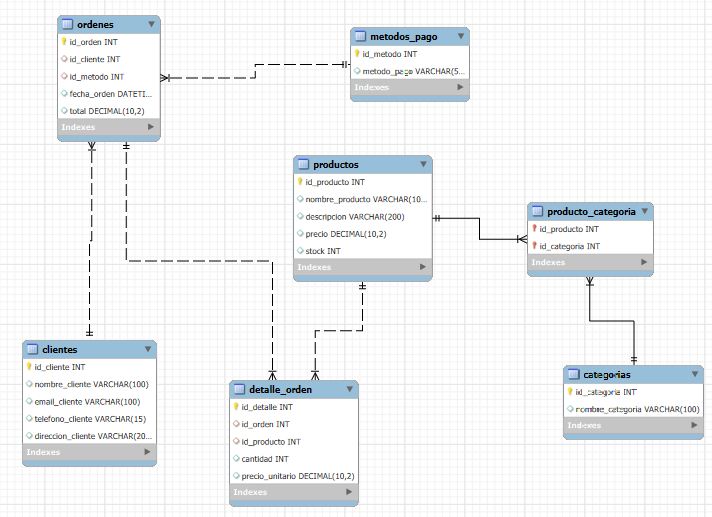 ordenes
id_orden INT
id_cliente INT
id_metodo INT
fecha_orden DATETI...
total DECIMAL(10,2)
Indexes
metodos_pago
id_metodo INT
metodo_pago VARCHAR(5...
Indexes
productos
id_producto INT
nombre_producto VARCHAR(10...
descripcion VARCHAR(200)
precio DECIMAL(10,2)
stock INT
Indexes
producto_categoria
id_producto INT
id_categoria INT
Indexes
clientes
id_cliente INT
nombre_cliente VARCHAR(100)
email_cliente VARCHAR(100)
telefono_cliente VARCHAR(15)
direccion_cliente VARCHAR(20...
Indexes
detalle_orden
id_detalle INT
id_orden INT
id_producto INT
cantidad INT
precio_unitario DECIMAL(10,2)
Indexes
categorias
id_categoria INT
nombre_categoria VARCHAR(100)
Indexes